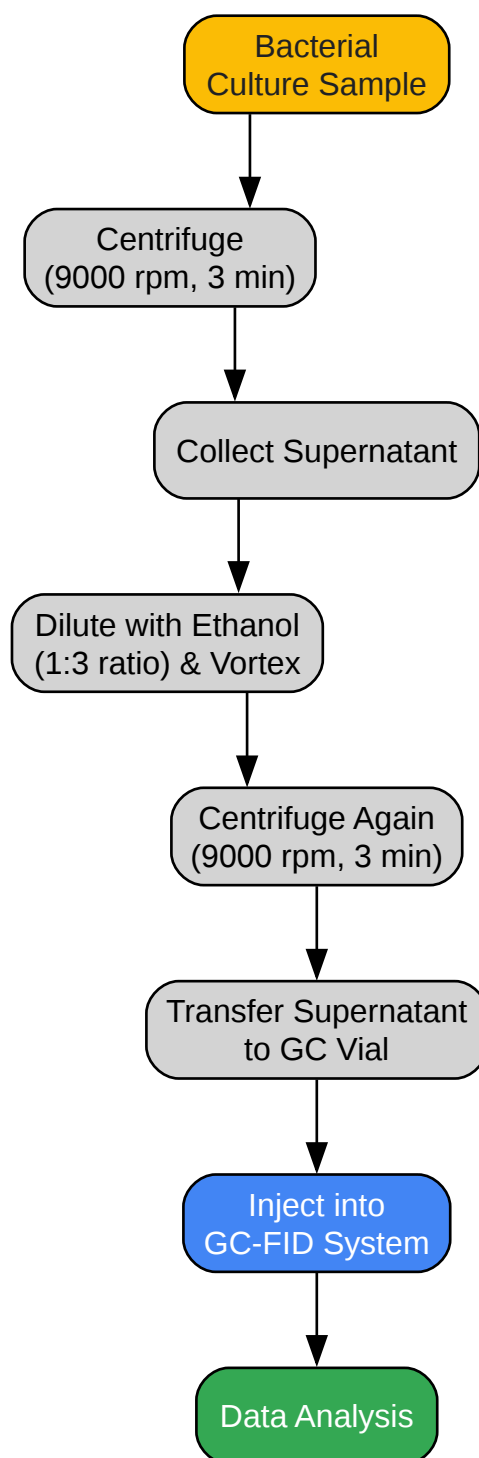 Bacterial
Culture Sample
Centrifuge
(9000 rpm, 3 min)
Collect Supernatant
Dilute with Ethanol
(1:3 ratio) & Vortex
Centrifuge Again
(9000 rpm, 3 min)
Transfer Supernatant
to GC Vial
Inject into
GC-FID System
Data Analysis